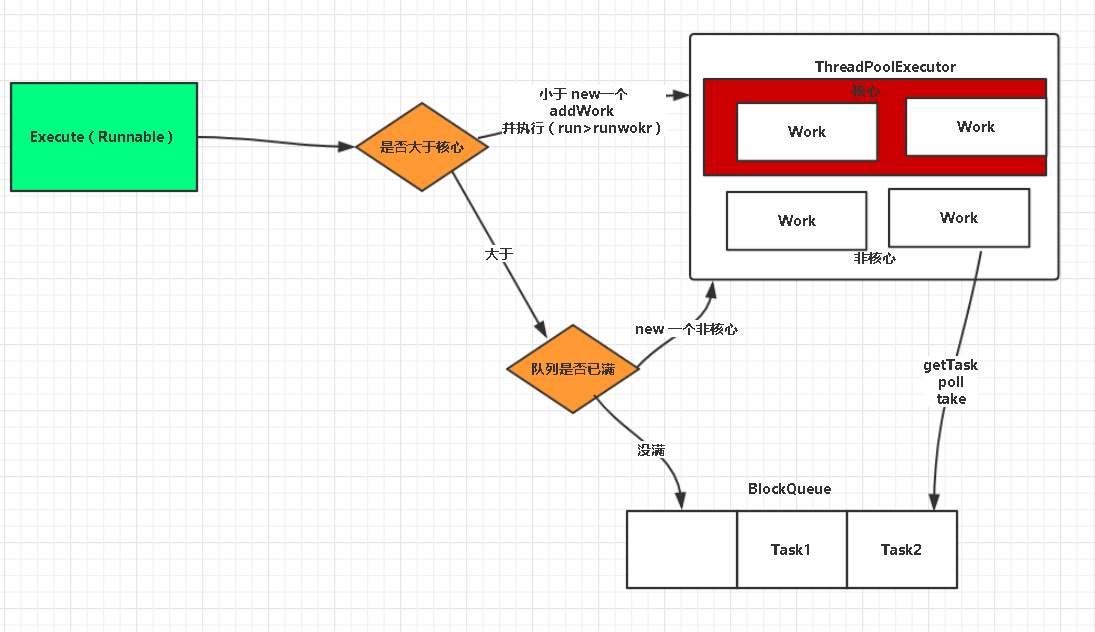 Execute ( Runnable )
是否大于核心
小于 new一个
addWork
并执行 ( run>runwokr )
ThreadPoolExecutor
核心
Work
Work
Work
Work
非核心
大于
队列是否已满
new 一个非核心
getTask
poll
take
没满
BlockQueue
Task1
Task2